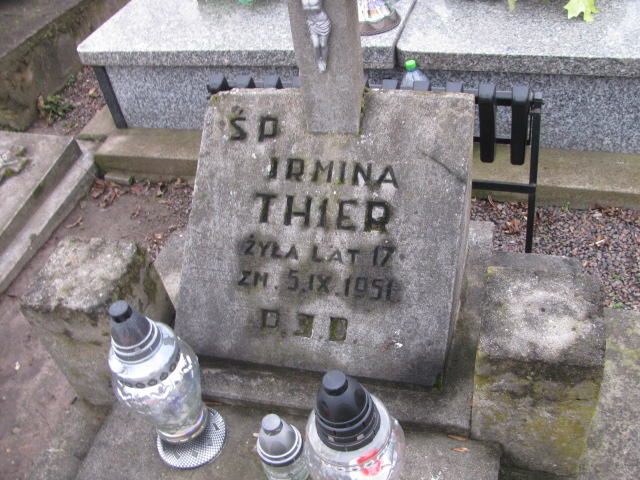 ŚP
IRMINA
THIER
ŻYŁA LAT 17
ZM. 5.IX.1951
P.J.D.